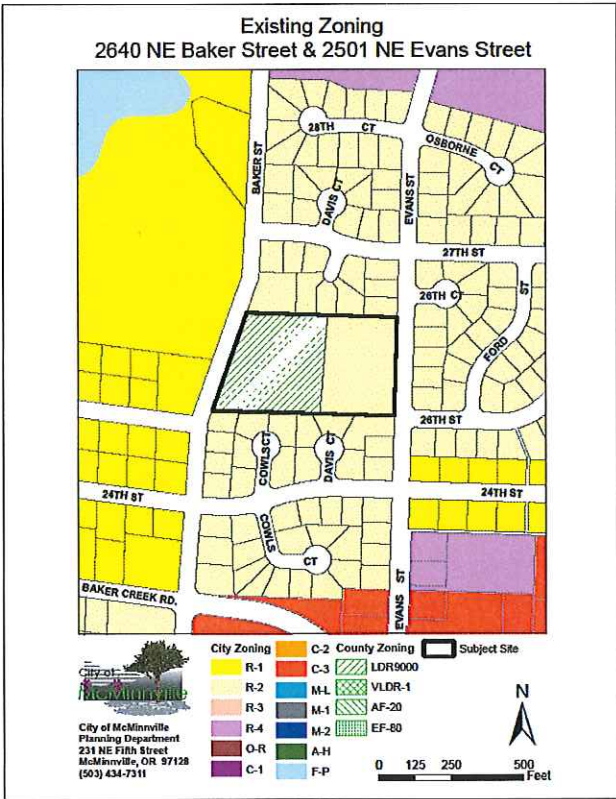 Existing Zoning
2640 NE Baker Street & 2501 NE Evans Street
28TH CT
OSBORNE CT
BAKER ST
DAVIS CT
EVANS ST
27TH ST
26TH CT
FORD ST
26TH ST
COWLS CT
DAVIS CT
24TH ST
24TH ST
COWLS CT
BAKER CREEK RD.
EVANS ST
City of
McMinnville
City of McMinnville
Planning Department
231 NE Fifth Street
McMinnville, OR 97128
(503) 434-7311
City Zoning
R-1
R-2
R-3
R-4
O-R
C-1
C-2
C-3
M-L
M-1
M-2
A-H
F-P
County Zoning
LDR9000
VLDR-1
AF-20
EF-80
Subject Site
N
0 125 250 500
Feet